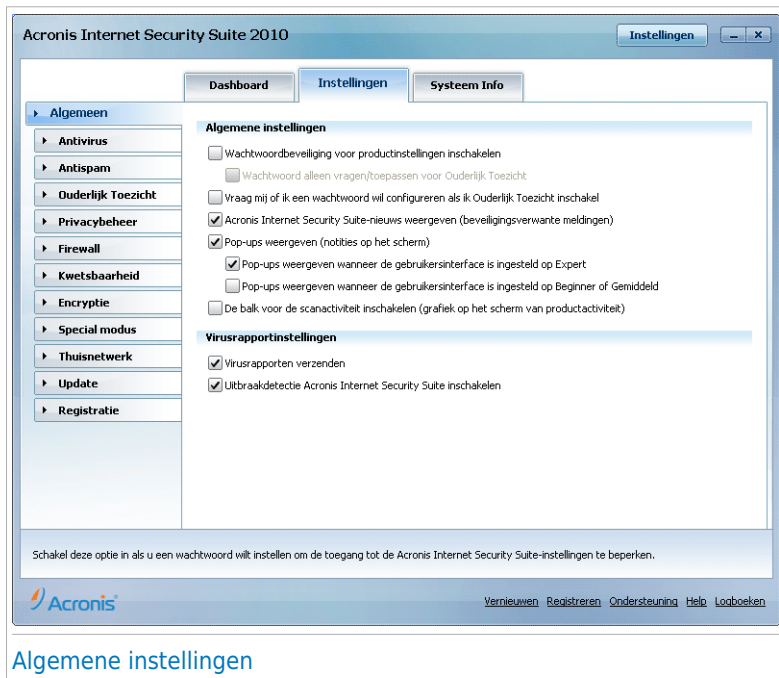 Acronis Internet Security Suite 2010
Instellingen
Dashboard
Instellingen
Systeem Info
Algemeen
Antivirus
Antispam
Ouderlijk Toezicht
Privacybeheer
Firewall
Kwetsbaarheid
Encryptie
Special modus
Thuisnetwerk
Update
Registratie
Algemene instellingen
Wachtwoordbeveiliging voor productinstellingen inschakelen
Wachtwoord alleen vragen/toepassen voor Ouderlijk Toezicht
Vraag mij of ik een wachtwoord wil configureren als ik Ouderlijk Toezicht inschakel
Acronis Internet Security Suite-nieuws weergeven (beveiligingsverwante meldingen)
Pop-ups weergeven (notities op het scherm)
Pop-ups weergeven wanneer de gebruikersinterface is ingesteld op Expert
Pop-ups weergeven wanneer de gebruikersinterface is ingesteld op Beginner of Gemiddeld
De balk voor de scanactiviteit inschakelen (grafiek op het scherm van productactiviteit)
Virusrapportinstellingen
Virusrapporten verzenden
Uitbraakdetectie Acronis Internet Security Suite inschakelen
Schakel deze optie in als u een wachtwoord wilt instellen om de toegang tot de Acronis Internet Security Suite-instellingen te beperken.
Acronis
Vernieuwen Registreren Ondersteuning Help Logboeken
Algemene instellingen